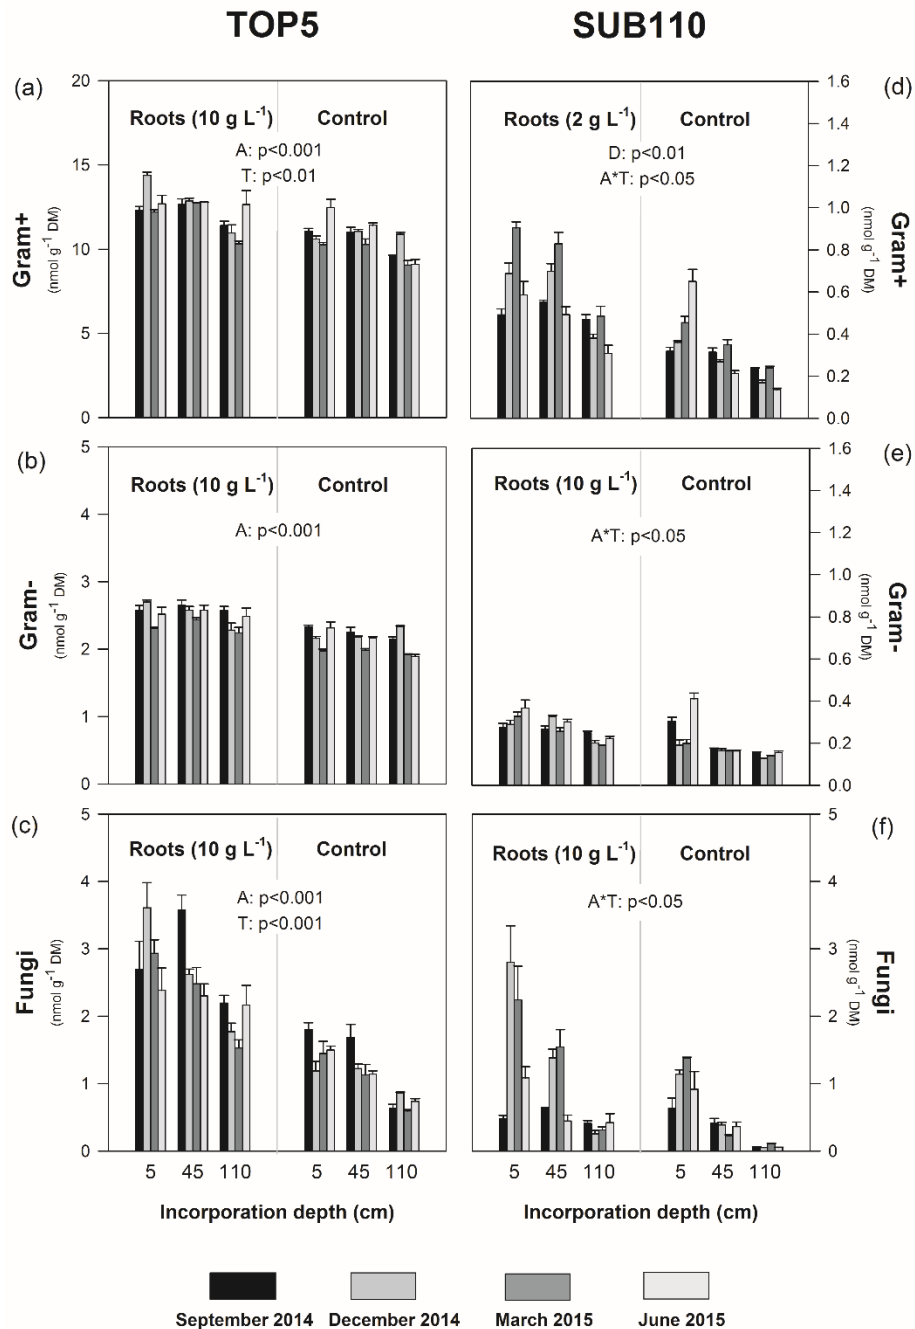 TOP5
SUB110
(a)
20
15
10
5
0
Gram+
(nmol g⁻¹ DM)
Roots (10 g L⁻¹)
Control
A: p<0.001
T: p<0.01
(d)
1.6
1.4
1.2
1.0
0.8
0.6
0.4
0.2
0.0
Gram+
(nmol g⁻¹ DM)
Roots (2 g L⁻¹)
Control
D: p<0.01
A*T: p<0.05
(b)
5
4
3
2
1
0
Gram-
(nmol g⁻¹ DM)
Roots (10 g L⁻¹)
Control
A: p<0.001
(e)
1.6
1.4
1.2
1.0
0.8
0.6
0.4
0.2
0.0
Gram-
(nmol g⁻¹ DM)
Roots (10 g L⁻¹)
Control
A*T: p<0.05
(c)
5
4
3
2
1
0
Fungi
(nmol g⁻¹ DM)
Roots (10 g L⁻¹)
Control
A: p<0.001
T: p<0.001
5 45 110 5 45 110
Incorporation depth (cm)
(f)
5
4
3
2
1
0
Fungi
(nmol g⁻¹ DM)
Roots (10 g L⁻¹)
Control
A*T: p<0.05
5 45 110 5 45 110
Incorporation depth (cm)
September 2014 December 2014 March 2015 June 2015